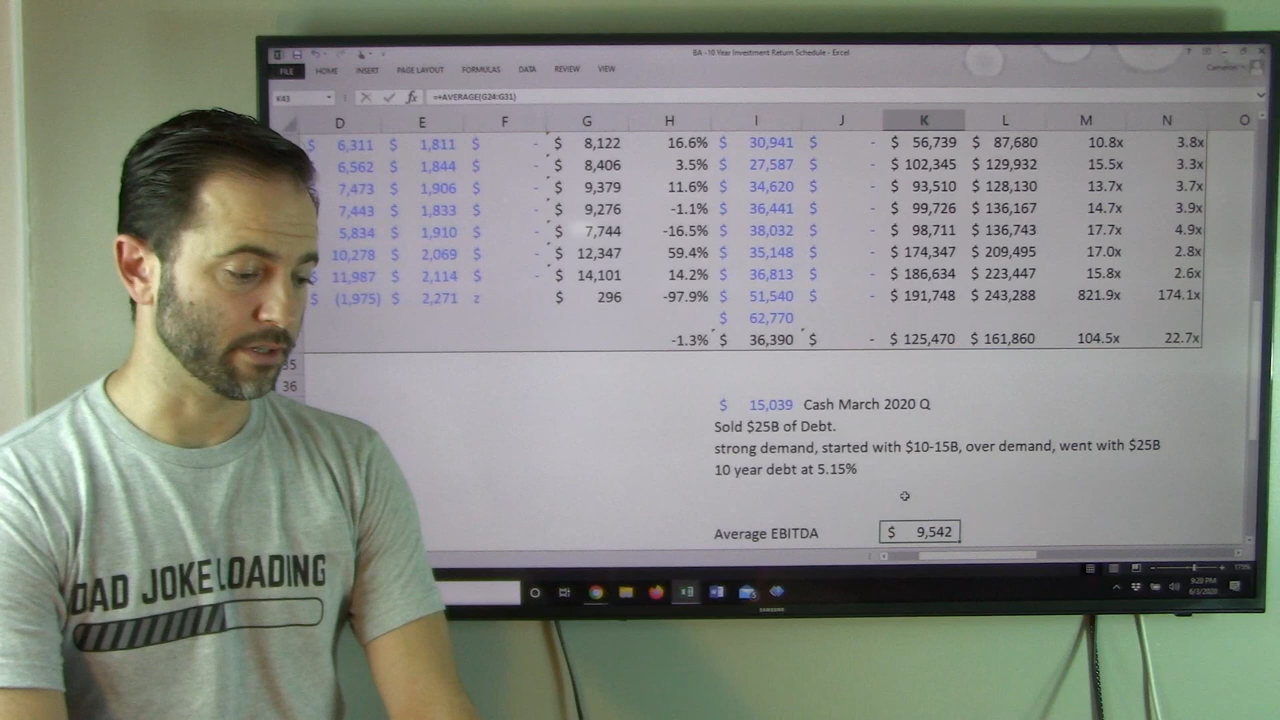 BA - 10 Year Investment Return Schedule - Excel
FILE HOME INSERT PAGE LAYOUT FORMULAS DATA REVIEW VIEW Cameron
K43 =+AVERAGE(G24:G31)
D E F G H I J K L M N O
$ 6,311 $ 1,811 $ - $ 8,122 16.6% $ 30,941 $ - $ 56,739 $ 87,680 10.8x 3.8x
6,562 $ 1,844 $ - $ 8,406 3.5% $ 27,587 $ - $ 102,345 $ 129,932 15.5x 3.3x
7,473 $ 1,906 $ - $ 9,379 11.6% $ 34,620 $ - $ 93,510 $ 128,130 13.7x 3.7x
7,443 $ 1,833 $ - $ 9,276 -1.1% $ 36,441 $ - $ 99,726 $ 136,167 14.7x 3.9x
5,834 $ 1,910 $ - $ 7,744 -16.5% $ 38,032 $ - $ 98,711 $ 136,743 17.7x 4.9x
10,278 $ 2,069 $ - $ 12,347 59.4% $ 35,148 $ - $ 174,347 $ 209,495 17.0x 2.8x
$ 11,987 $ 2,114 $ - $ 14,101 14.2% $ 36,813 $ - $ 186,634 $ 223,447 15.8x 2.6x
$ (1,975) $ 2,271 z $ 296 -97.9% $ 51,540 $ - $ 191,748 $ 243,288 821.9x 174.1x
$ 62,770
-1.3% $ 36,390 $ - $ 125,470 $ 161,860 104.5x 22.7x
35
36
$ 15,039 Cash March 2020 Q
Sold $25B of Debt.
strong demand, started with $10-15B, over demand, went with $25B
10 year debt at 5.15%
Average EBITDA $ 9,542
175%
9:20 PM
6/3/2020
SAMSUNG
DAD JOKE LOADING